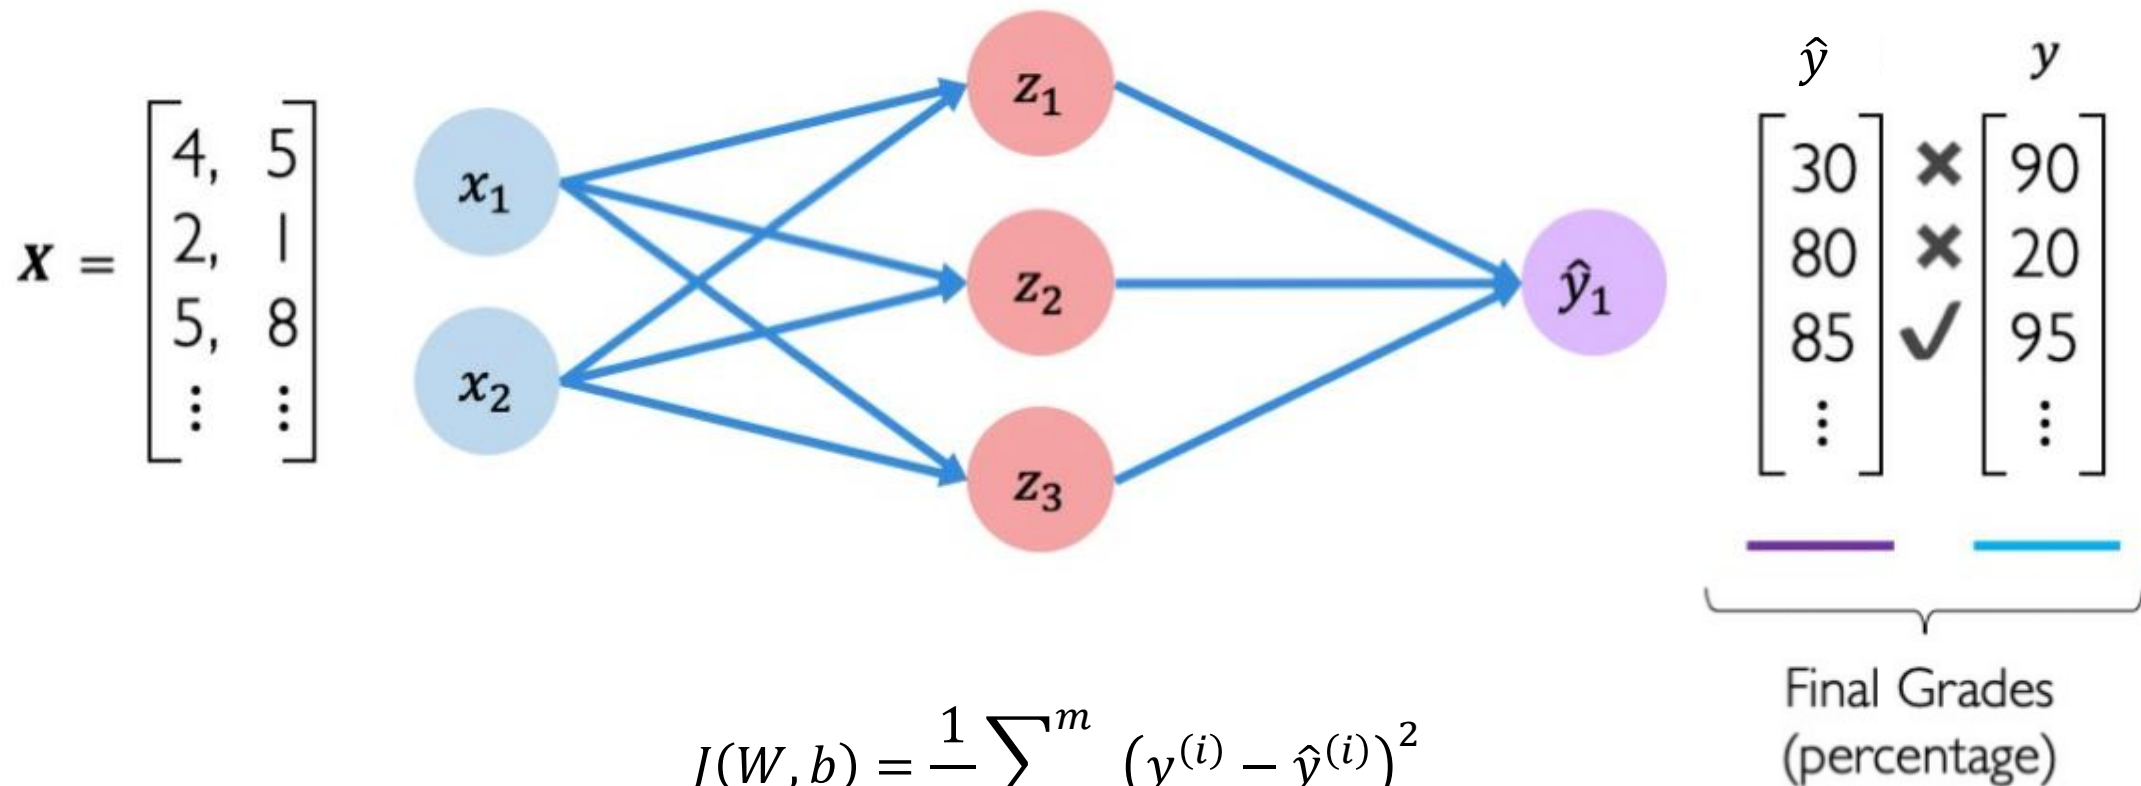 X = [4, 5
2, 1
5, 8
⋮ ⋮]
x₁
x₂
z₁
z₂
z₃
ŷ₁
ŷ y
30 ✖ 90
80 ✖ 20
85 ✔ 95
⋮ ⋮
Final Grades
(percentage)
J(W, b) = 1 ∑ᵐ (y⁽ⁱ⁾ − ŷ⁽ⁱ⁾)²